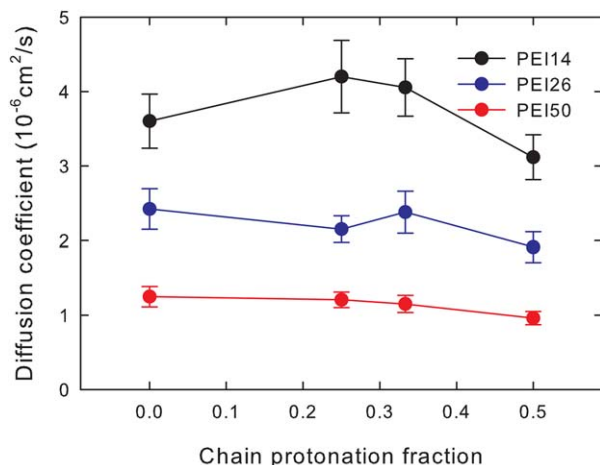 Diffusion coefficient (10⁻⁶cm²/s)
5
4
3
2
1
0
PEI14
PEI26
PEI50
0.0 0.1 0.2 0.3 0.4 0.5
Chain protonation fraction